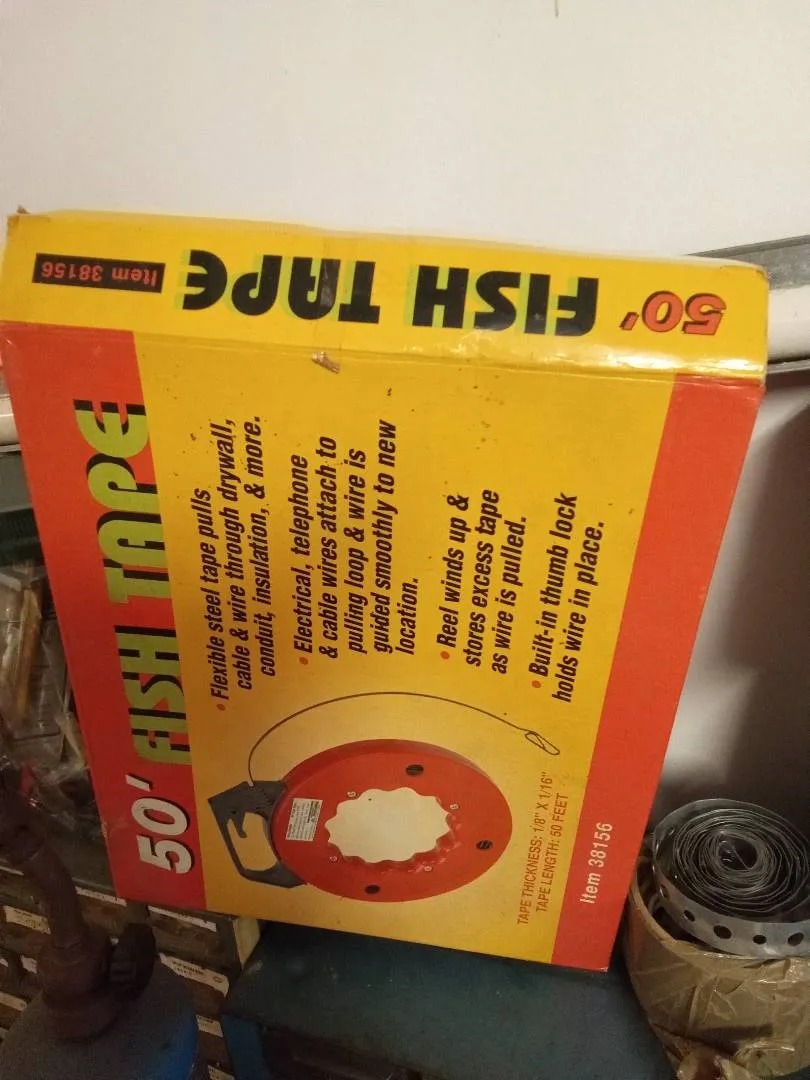 50' FISH TAPE
Item 38156
50' FISH TAPE
• Flexible steel tape pulls
cable & wire through drywall,
conduit, insulation, & more.
• Electrical, telephone
& cable wires attach to
pulling loop & wire is
guided smoothly to new
location.
• Reel winds up &
stores excess tape
as wire is pulled.
• Built-in thumb lock
holds wire in place.
TAPE THICKNESS: 1/8" X 1/16"
TAPE LENGTH: 50 FEET
Item 38156